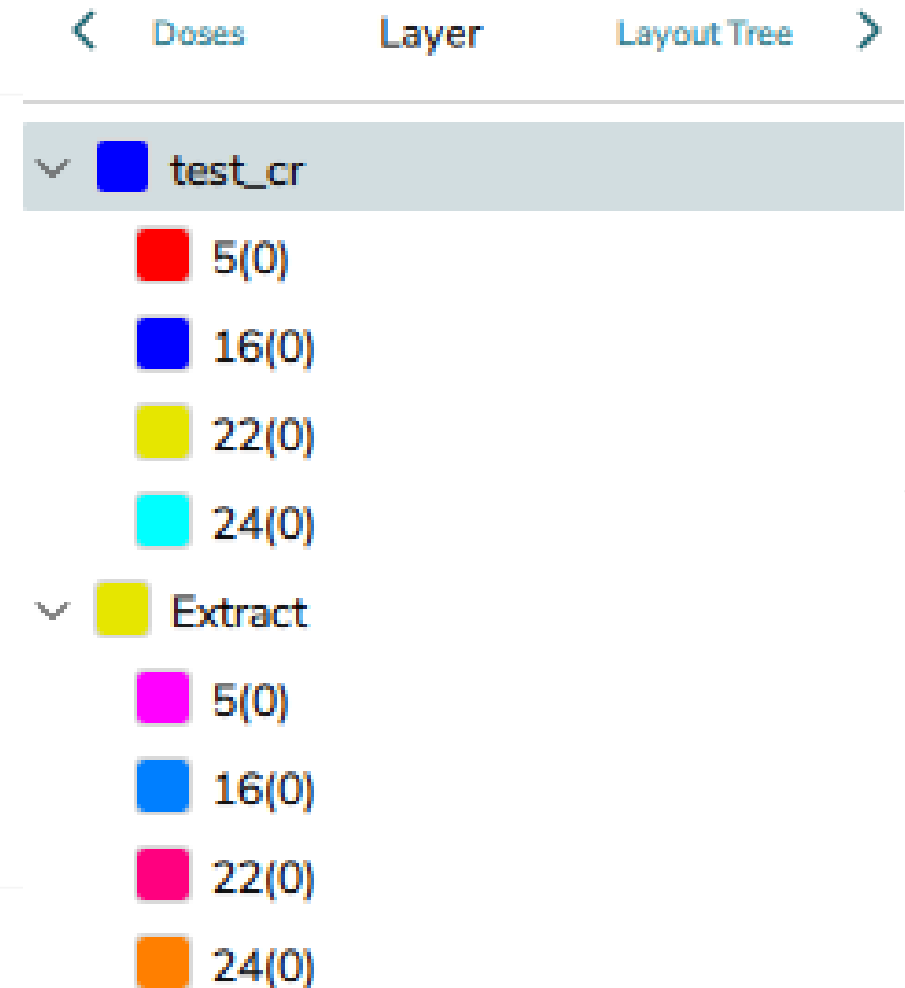 Doses Layer Layout Tree
test_cr
5(0)
16(0)
22(0)
24(0)
Extract
5(0)
16(0)
22(0)
24(0)